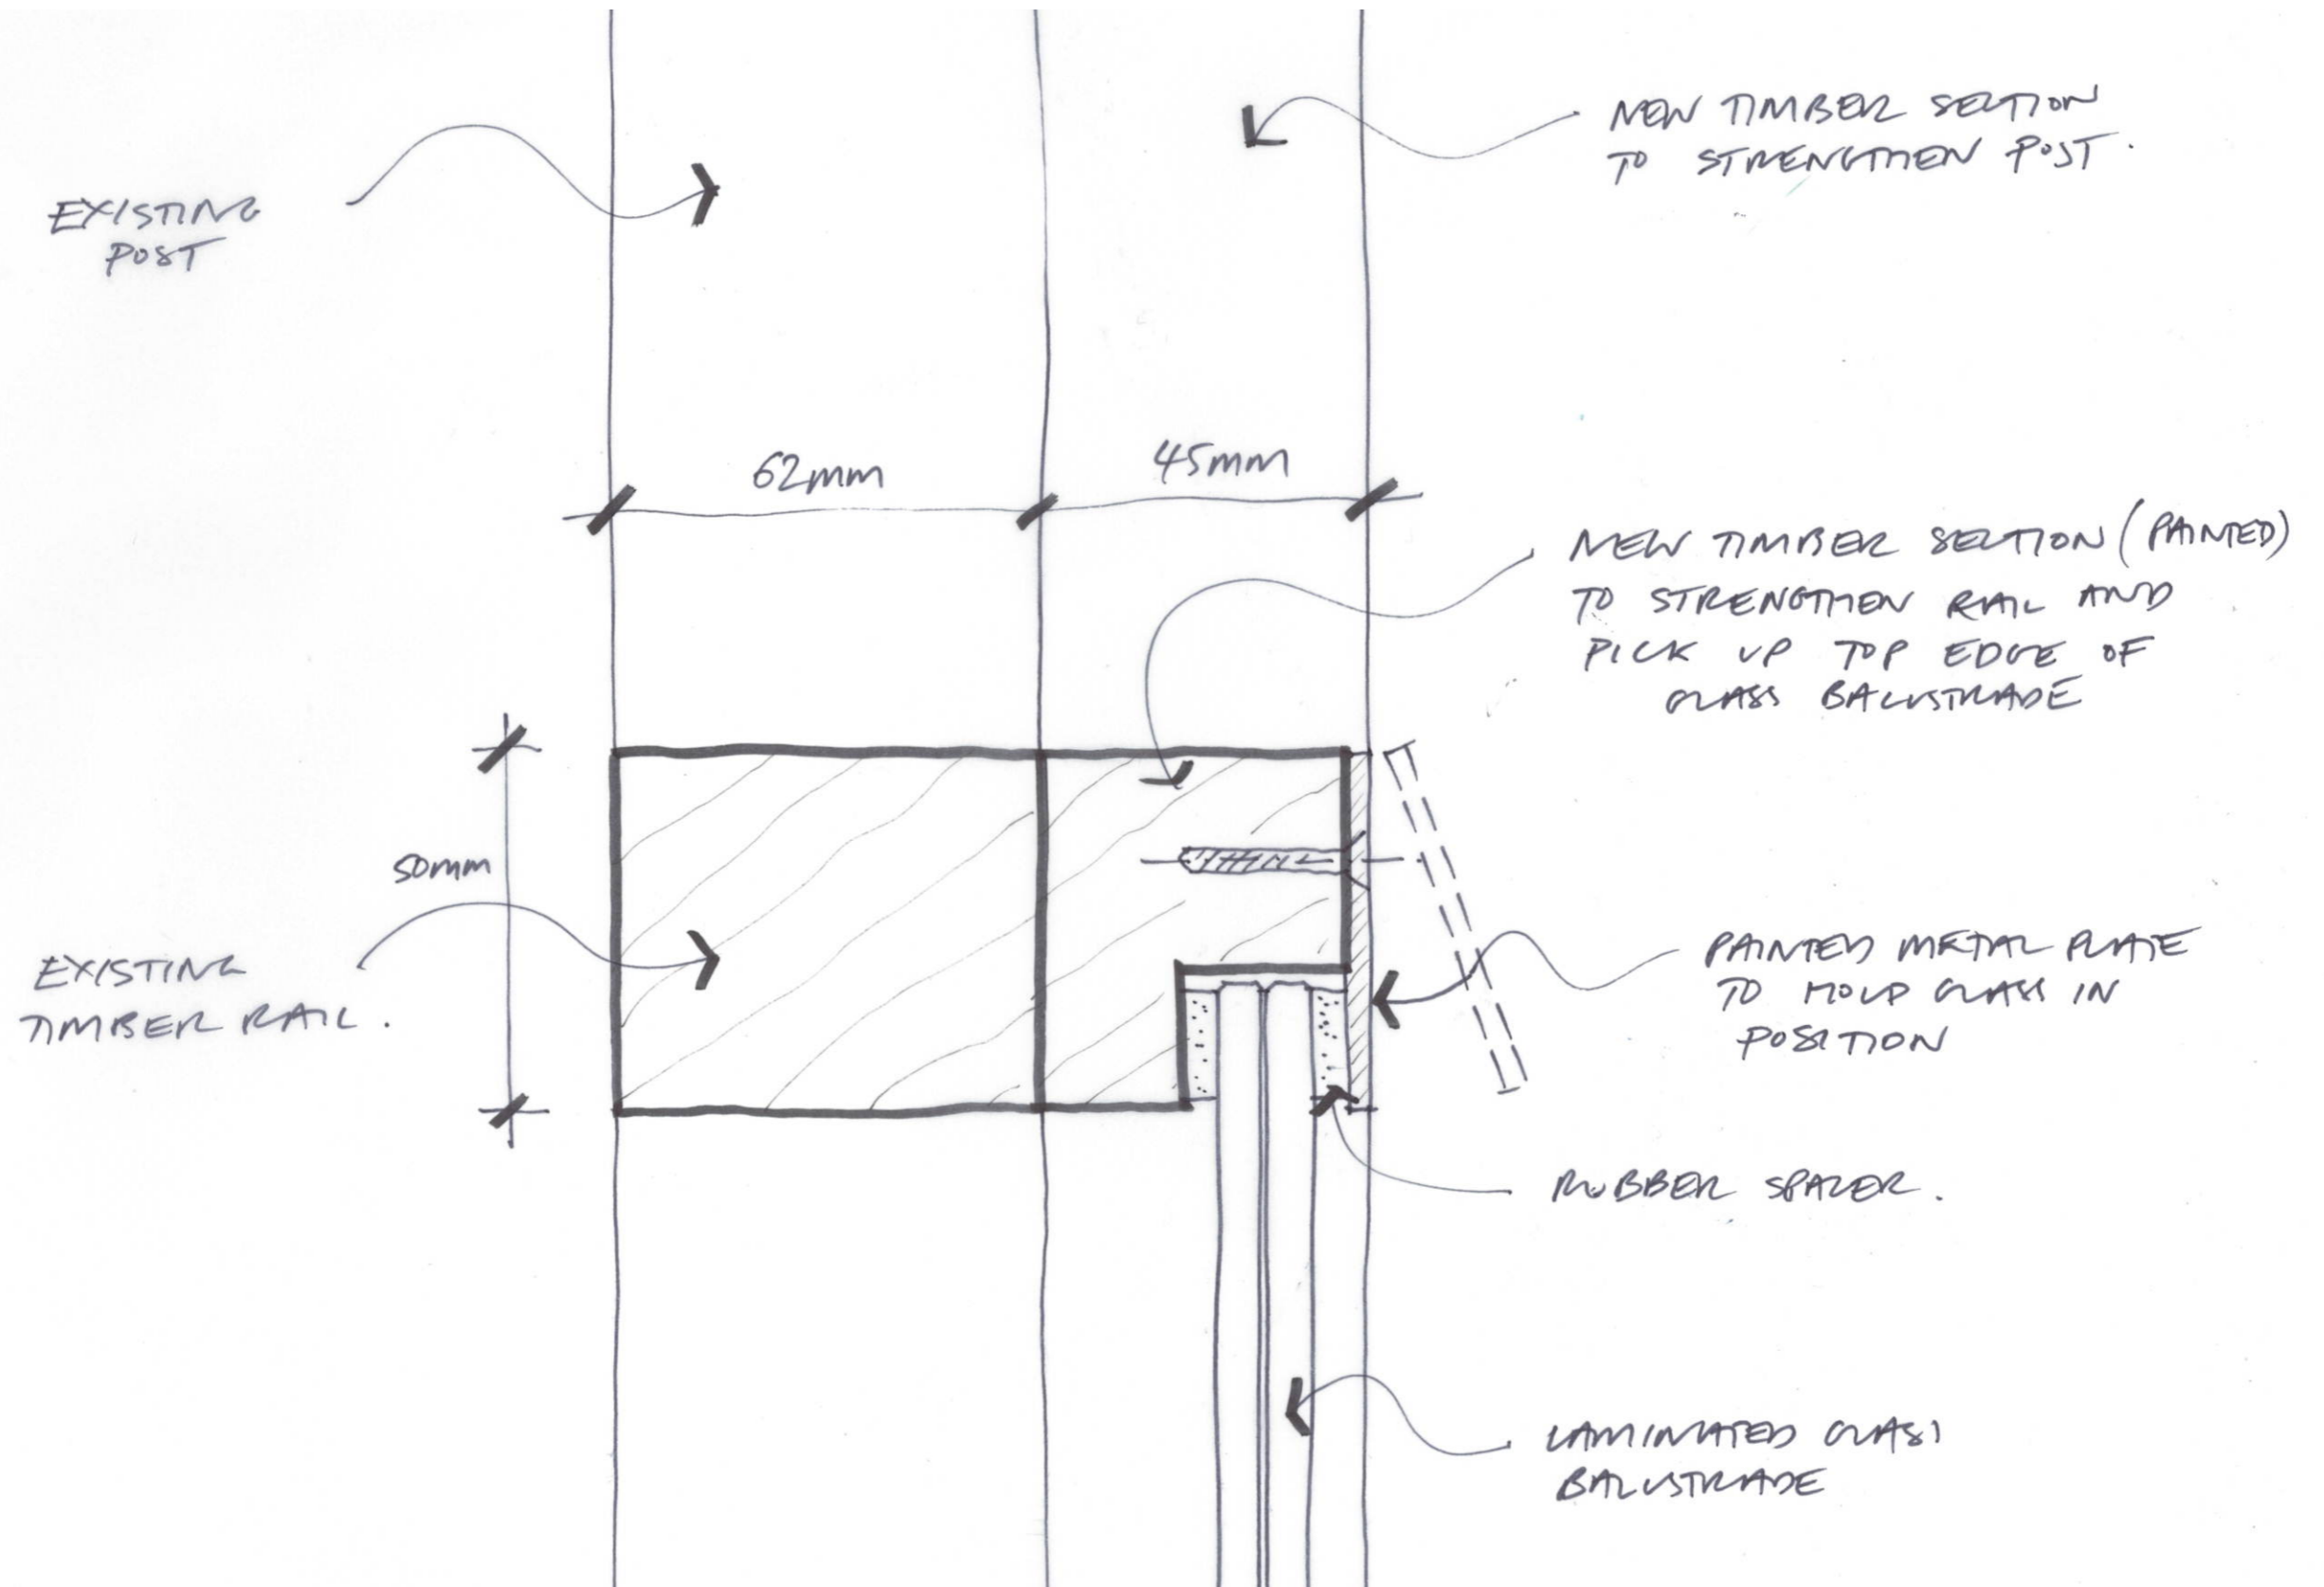 NEW TIMBER SECTION
TO STRENGTHEN POST.
EXISTING
POST
62mm
45mm
NEW TIMBER SECTION (PAINTED)
TO STRENGTHEN RAIL AND
PICK UP TOP EDGE OF
GLASS BALUSTRADE
50mm
EXISTING
TIMBER RAIL.
PAINTED METAL PLATE
TO HOLD GLASS IN
POSITION
RUBBER SPACER.
LAMINATED GLASS
BALUSTRADE